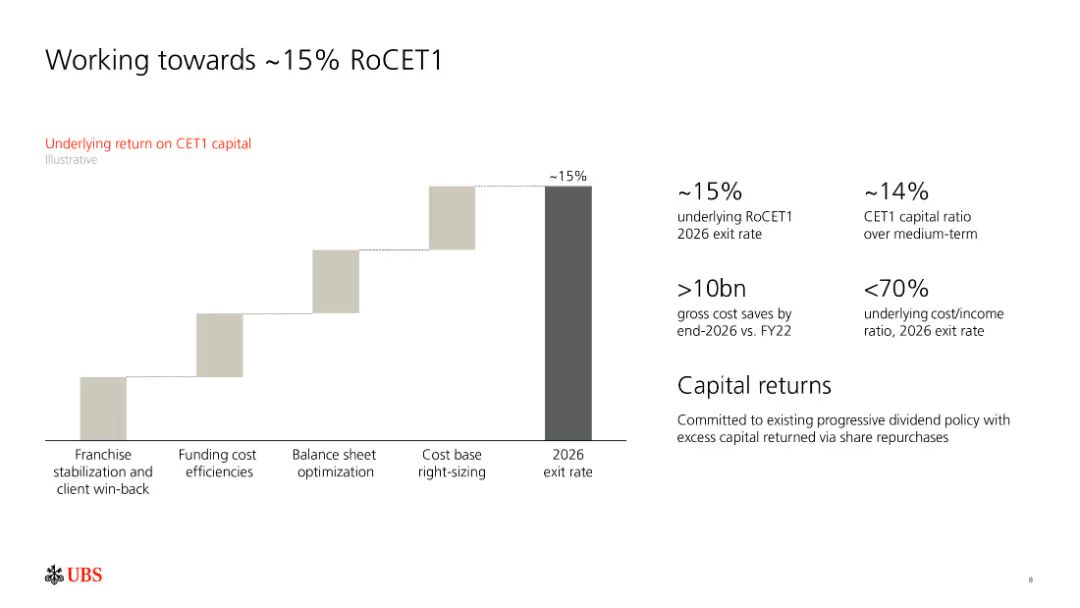 Working towards ~15% RoCET1
Underlying return on CET1 capital
Illustrative
~15%
Franchise
stabilization and
client win-back
Funding cost
efficiencies
Balance sheet
optimization
Cost base
right-sizing
2026
exit rate
~15%
underlying RoCET1
2026 exit rate
~14%
CET1 capital ratio
over medium-term
>10bn
gross cost saves by
end-2026 vs. FY22
<70%
underlying cost/income
ratio, 2026 exit rate
Capital returns
Committed to existing progressive dividend policy with
excess capital returned via share repurchases
UBS